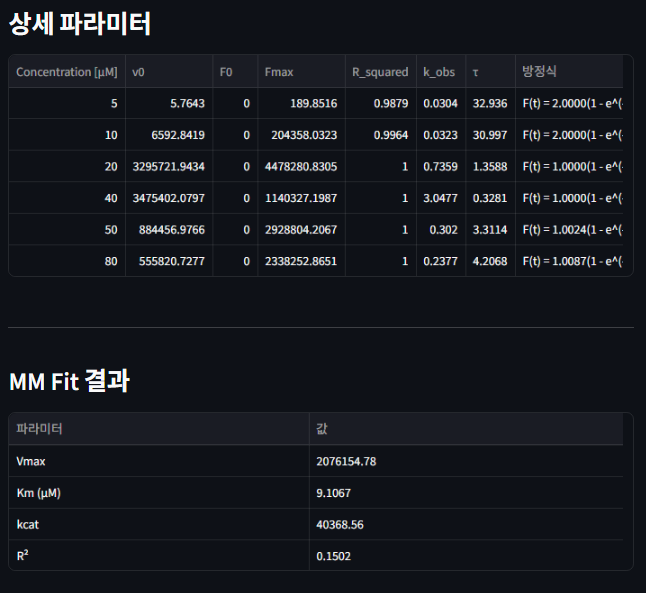 상세 파라미터
Concentration [μM] v0 F0 Fmax R_squared k_obs τ 방정식
5 5.7643 0 189.8516 0.9879 0.0304 32.936 F(t) = 2.0000(1 - e^(-
10 6592.8419 0 204358.0323 0.9964 0.0323 30.997 F(t) = 2.0000(1 - e^(-
20 3295721.9434 0 4478280.8305 1 0.7359 1.3588 F(t) = 1.0000(1 - e^(-
40 3475402.0797 0 1140327.1987 1 3.0477 0.3281 F(t) = 1.0000(1 - e^(-
50 884456.9766 0 2928804.2067 1 0.302 3.3114 F(t) = 1.0024(1 - e^(-
80 555820.7277 0 2338252.8651 1 0.2377 4.2068 F(t) = 1.0087(1 - e^(-
MM Fit 결과
파라미터 값
Vmax 2076154.78
Km (μM) 9.1067
kcat 40368.56
R² 0.1502